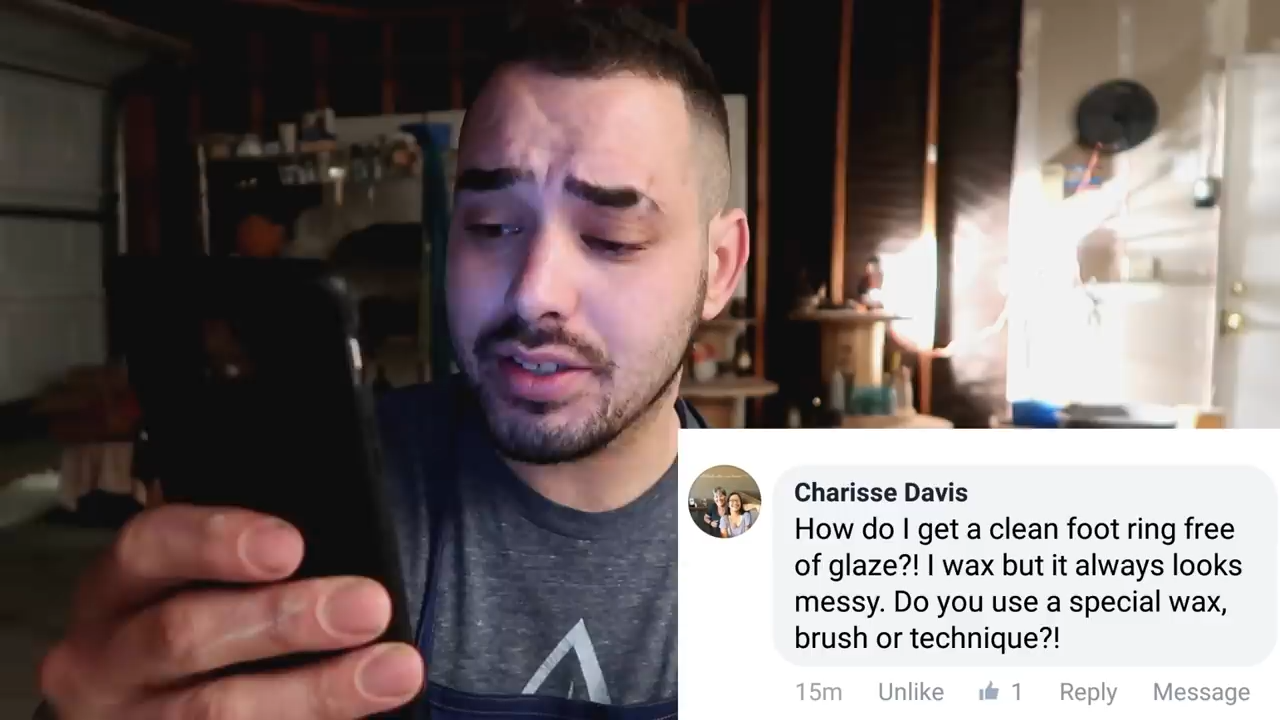 Charisse Davis
How do I get a clean foot ring free
of glaze?! I wax but it always looks
messy. Do you use a special wax,
brush or technique?!
15m Unlike 1 Reply Message